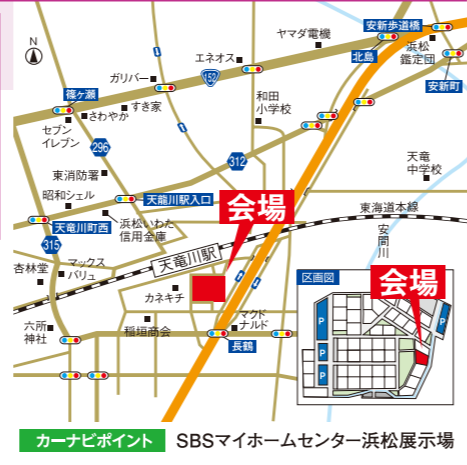 安新歩道橋
ヤマダ電機
N
浜松
鑑定団
エネオス
北島
ガリバー
152
安新町
篠ヶ瀬
すき家
和田
小学校
さわやか
セブン
イレブン
296
312
天竜
中学校
東消防署
昭和シェル
天龍川駅入口
会場
東海道本線
天竜川町西
浜松いわた
信用金庫
安間川
315
天竜川駅
マックス
バリュ
杏林堂
区画図
会場
カネキチ
P
P
P
P
マクド
ナルド
六所
神社
稲垣商会
長鶴
カーナビポイント SBSマイホームセンター浜松展示場